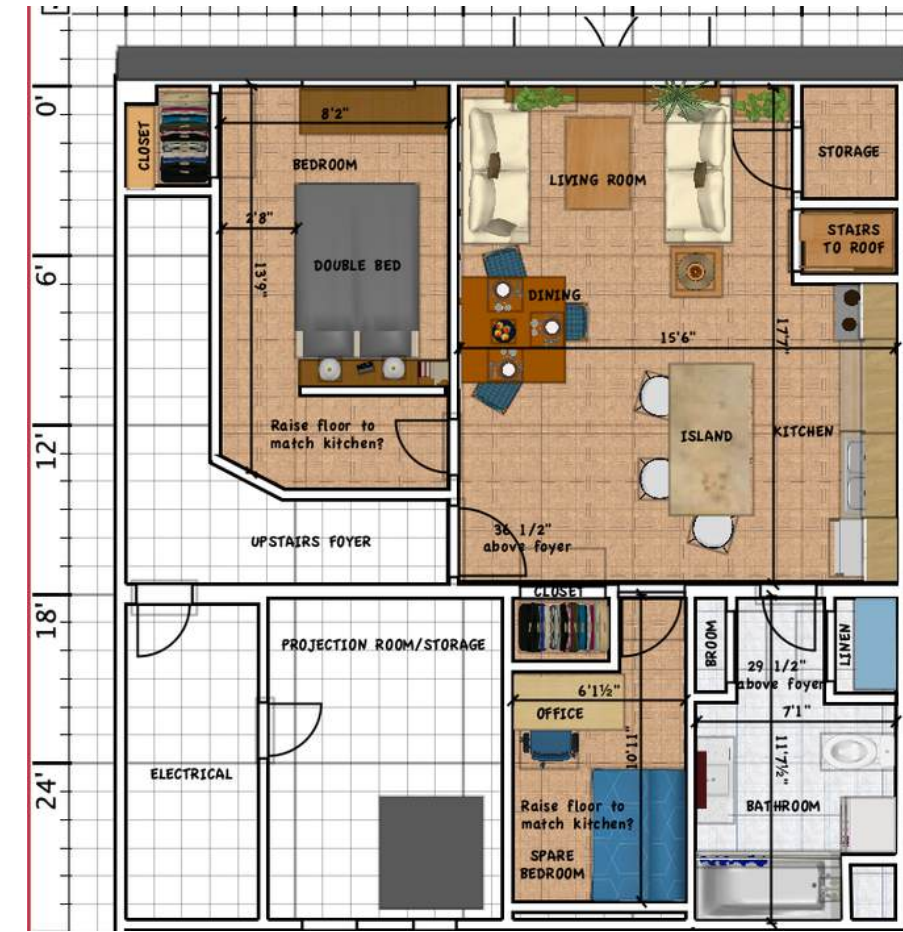 0'
6'
12'
18'
24'
CLOSET
8'2"
BEDROOM
2'8"
13'9"
DOUBLE BED
Raise floor to
match kitchen?
LIVING ROOM
DINING
15'6"
17'7"
ISLAND
KITCHEN
STORAGE
STAIRS
TO ROOF
36 1/2"
above foyer
UPSTAIRS FOYER
CLOSET
PROJECTION ROOM/STORAGE
ELECTRICAL
6'1½"
OFFICE
10'11"
Raise floor to
match kitchen?
SPARE
BEDROOM
BROOM
LINEN
29 1/2"
above foyer
7'1"
11'7½"
BATHROOM